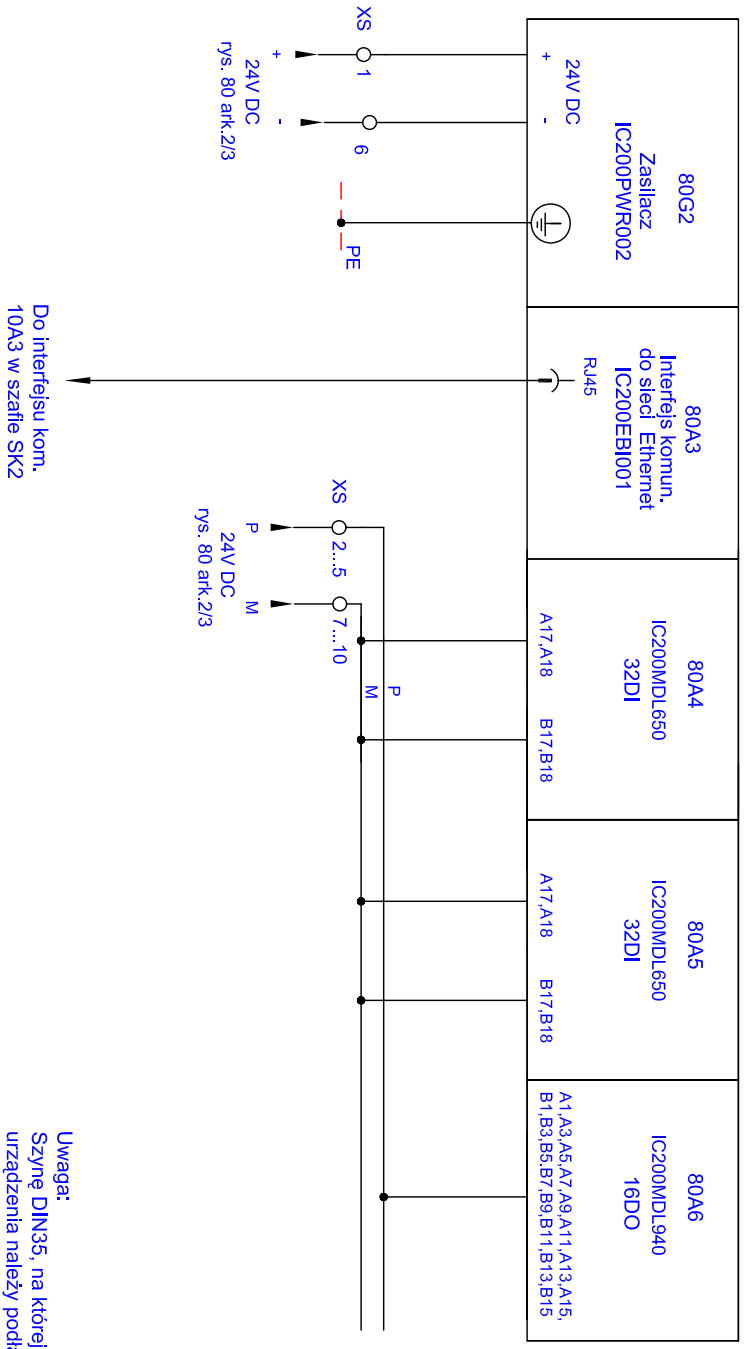 80G2
Zasilacz
IC200PWR002
24V DC
+
-
XS
1
6
+
-
24V DC
rys. 80 ark.2/3
PE
80A3
Interfejs komun.
do sieci Ethernet
IC200EBI001
RJ45
Do interfejsu kom.
10A3 w szafie SK2
80A4
IC200MDL650
32DI
A17,A18
B17,B18
XS
2...5
7...10
P
M
24V DC
rys. 80 ark.2/3
P
M
80A5
IC200MDL650
32DI
A17,A18
B17,B18
80A6
IC200MDL940
16DO
A1,A3,A5,A7,A9,A11,A13,A15,
B1,B3,B5.B7,B9,B11,B13,B15
Uwaga:
Szynę DIN35, na której
urządzenia należy